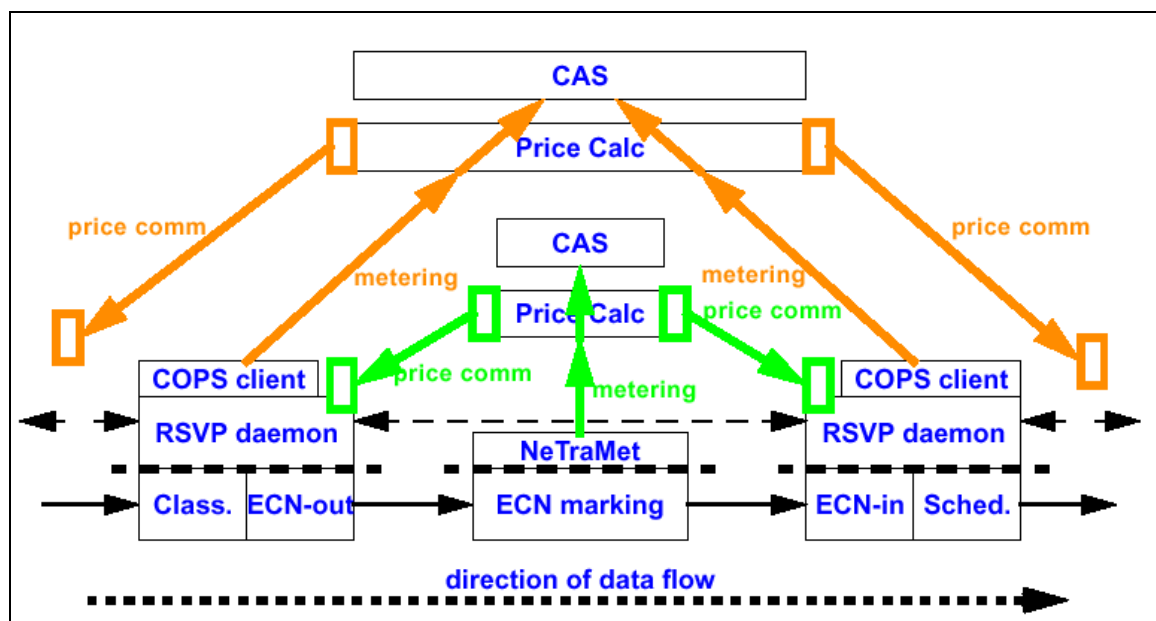 CAS
Price Calc
price comm
price comm
CAS
metering
metering
Price Calc
price comm
COPS client
price comm
metering
COPS client
RSVP daemon
RSVP daemon
NeTraMet
Class.
ECN-out
ECN marking
ECN-in
Sched.
direction of data flow